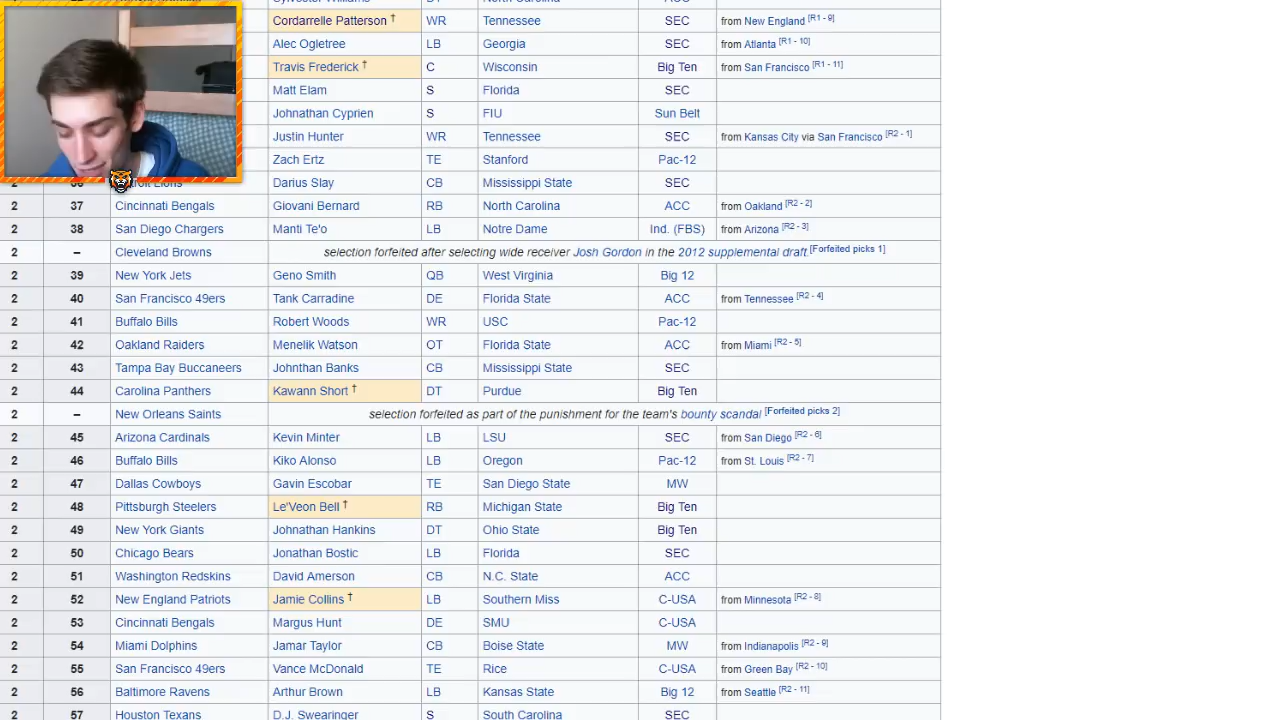 Cordarrelle Patterson † WR Tennessee SEC from New England [R1 - 9]
Alec Ogletree LB Georgia SEC from Atlanta [R1 - 10]
Travis Frederick † C Wisconsin Big Ten from San Francisco [R1 - 11]
Matt Elam S Florida SEC
Johnathan Cyprien S FIU Sun Belt
Justin Hunter WR Tennessee SEC from Kansas City via San Francisco [R2 - 1]
Zach Ertz TE Stanford Pac-12
Lions Darius Slay CB Mississippi State SEC
2 37 Cincinnati Bengals Giovani Bernard RB North Carolina ACC from Oakland [R2 - 2]
2 38 San Diego Chargers Manti Te'o LB Notre Dame Ind. (FBS) from Arizona [R2 - 3]
2 – Cleveland Browns selection forfeited after selecting wide receiver Josh Gordon in the 2012 supplemental draft.[Forfeited picks 1]
2 39 New York Jets Geno Smith QB West Virginia Big 12
2 40 San Francisco 49ers Tank Carradine DE Florida State ACC from Tennessee [R2 - 4]
2 41 Buffalo Bills Robert Woods WR USC Pac-12
2 42 Oakland Raiders Menelik Watson OT Florida State ACC from Miami [R2 - 5]
2 43 Tampa Bay Buccaneers Johnthan Banks CB Mississippi State SEC
2 44 Carolina Panthers Kawann Short † DT Purdue Big Ten
2 – New Orleans Saints selection forfeited as part of the punishment for the team's bounty scandal [Forfeited picks 2]
2 45 Arizona Cardinals Kevin Minter LB LSU SEC from San Diego [R2 - 6]
2 46 Buffalo Bills Kiko Alonso LB Oregon Pac-12 from St. Louis [R2 - 7]
2 47 Dallas Cowboys Gavin Escobar TE San Diego State MW
2 48 Pittsburgh Steelers Le'Veon Bell † RB Michigan State Big Ten
2 49 New York Giants Johnathan Hankins DT Ohio State Big Ten
2 50 Chicago Bears Jonathan Bostic LB Florida SEC
2 51 Washington Redskins David Amerson CB N.C. State ACC
2 52 New England Patriots Jamie Collins † LB Southern Miss C-USA from Minnesota [R2 - 8]
2 53 Cincinnati Bengals Margus Hunt DE SMU C-USA
2 54 Miami Dolphins Jamar Taylor CB Boise State MW from Indianapolis [R2 - 9]
2 55 San Francisco 49ers Vance McDonald TE Rice C-USA from Green Bay [R2 - 10]
2 56 Baltimore Ravens Arthur Brown LB Kansas State Big 12 from Seattle [R2 - 11]
2 57 Houston Texans D.J. Swearinger S South Carolina SEC